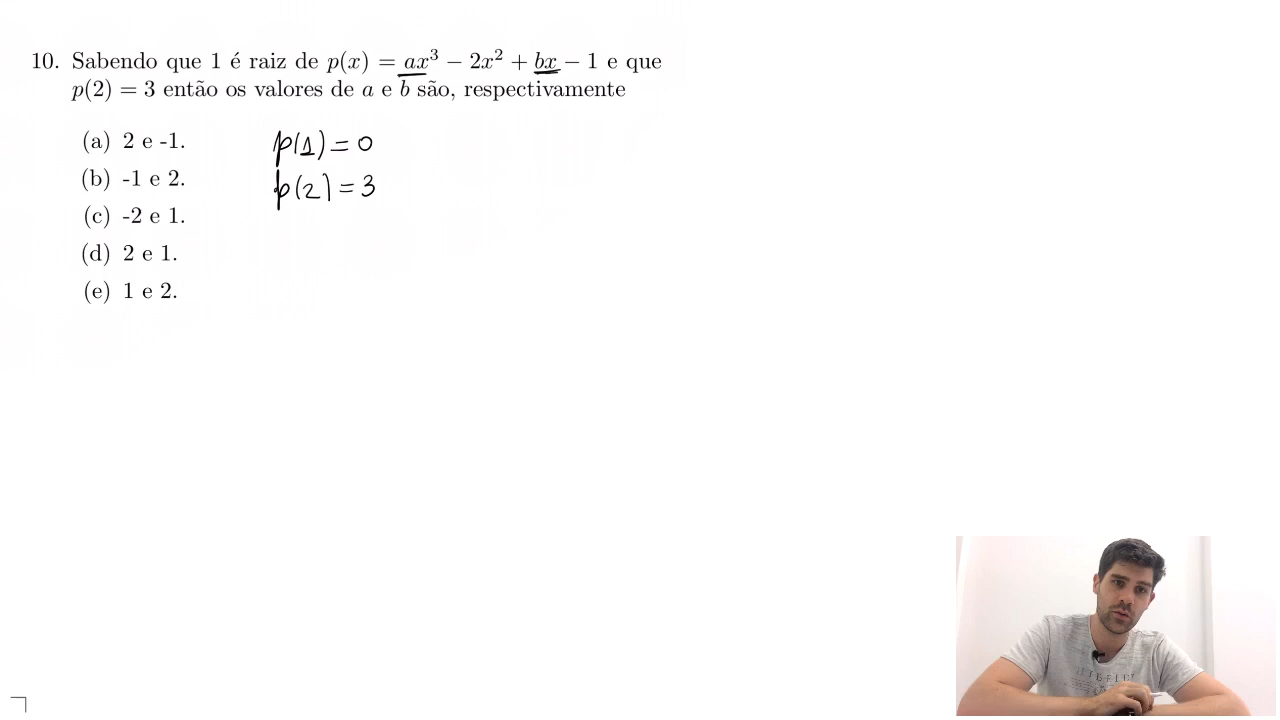 10. Sabendo que 1 é raiz de p(x) = ax³ − 2x² + bx − 1 e que
p(2) = 3 então os valores de a e b são, respectivamente
(a) 2 e -1.
(b) -1 e 2.
(c) -2 e 1.
(d) 2 e 1.
(e) 1 e 2.
p(1) = 0
p(2) = 3